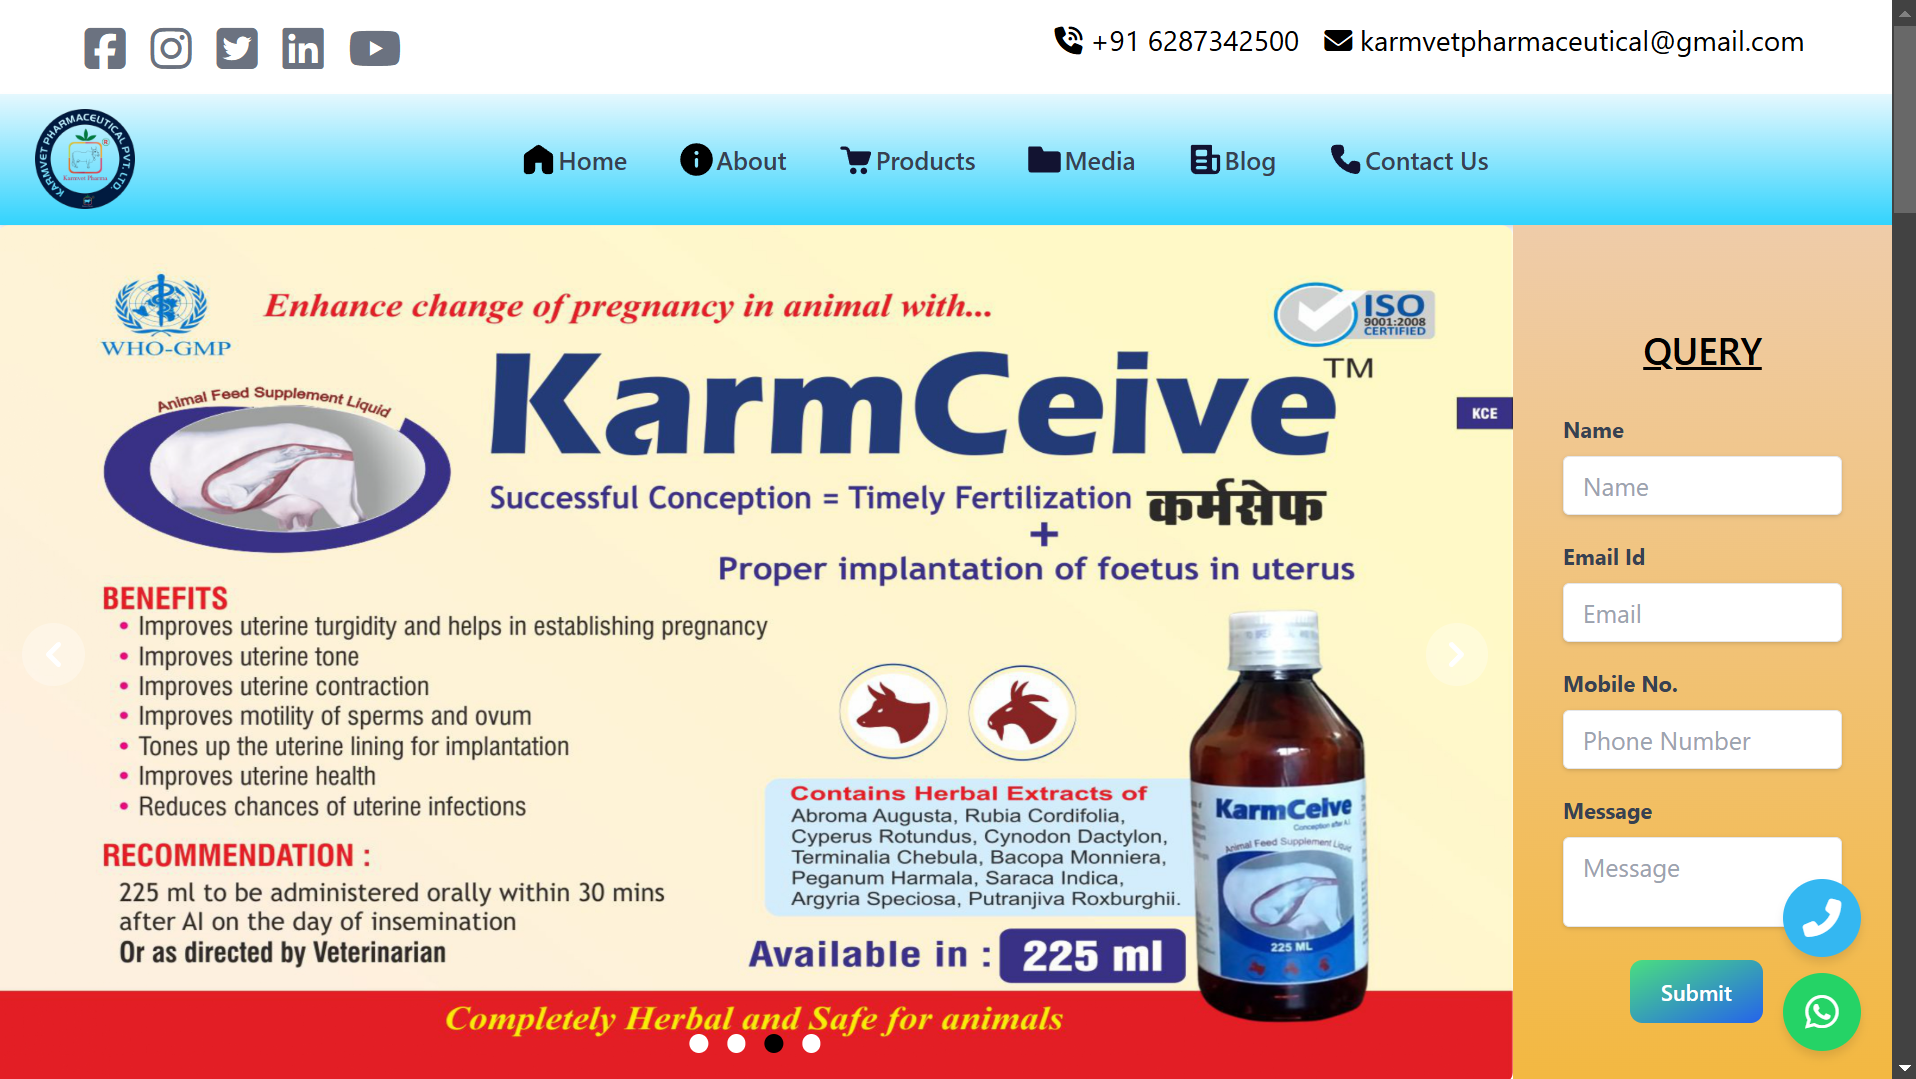 +91 6287342500 karmvetpharmaceutical@gmail.com
KARMVET PHARMACEUTICAL PVT. LTD.
Karmvet Pharma
Home About Products Media Blog Contact Us
WHO-GMP
Enhance change of pregnancy in animal with...
ISO
9001:2008
CERTIFIED
KarmCeive TM
Animal Feed Supplement Liquid
KCE
Successful Conception = Timely Fertilization कर्मसेफ
+
Proper implantation of foetus in uterus
BENEFITS
• Improves uterine turgidity and helps in establishing pregnancy
• Improves uterine tone
• Improves uterine contraction
• Improves motility of sperms and ovum
• Tones up the uterine lining for implantation
• Improves uterine health
• Reduces chances of uterine infections
RECOMMENDATION :
225 ml to be administered orally within 30 mins
after AI on the day of insemination
Or as directed by Veterinarian
Contains Herbal Extracts of
Abroma Augusta, Rubia Cordifolia,
Cyperus Rotundus, Cynodon Dactylon,
Terminalia Chebula, Bacopa Monniera,
Peganum Harmala, Saraca Indica,
Argyria Speciosa, Putranjiva Roxburghii.
Available in : 225 ml
KarmCeive
Conception after A.I.
Animal Feed Supplement Liquid
225 ML
Completely Herbal and Safe for animals
QUERY
Name
Name
Email Id
Email
Mobile No.
Phone Number
Message
Message
Submit